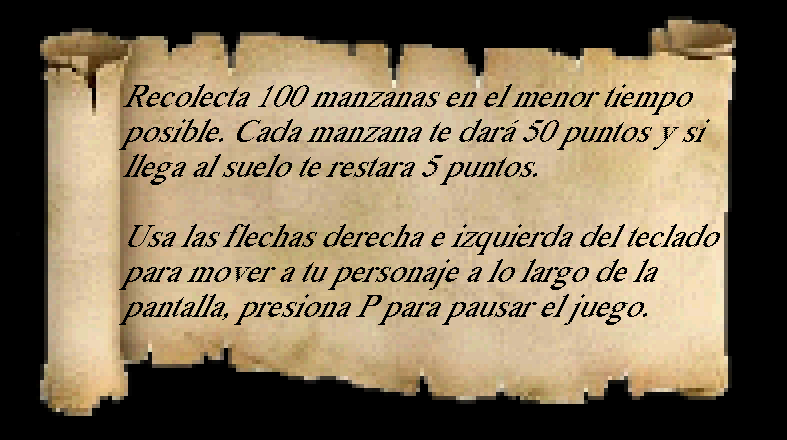 Recolecta 100 manzanas en el menor tiempo
posible. Cada manzana te dará 50 puntos y si
llega al suelo te restara 5 puntos.
Usa las flechas derecha e izquierda del teclado
para mover a tu personaje a lo largo de la
pantalla, presiona P para pausar el juego.